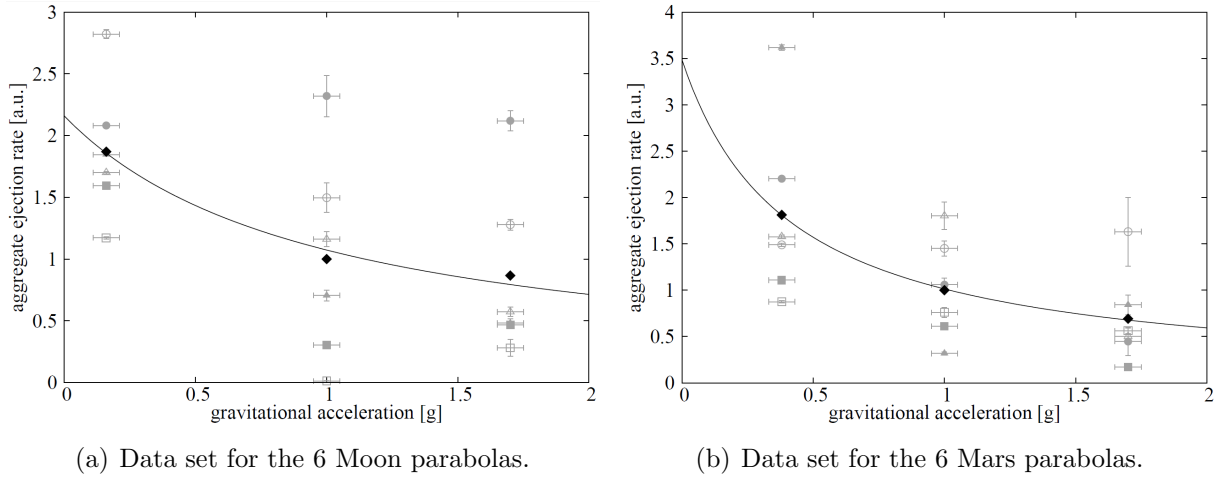 3
2.5
2
1.5
1
0.5
0
aggregate ejection rate [a.u.]
0 0.5 1 1.5 2
gravitational acceleration [g]
(a) Data set for the 6 Moon parabolas.
4
3.5
3
2.5
2
1.5
1
0.5
0
aggregate ejection rate [a.u.]
0 0.5 1 1.5 2
gravitational acceleration [g]
(b) Data set for the 6 Mars parabolas.